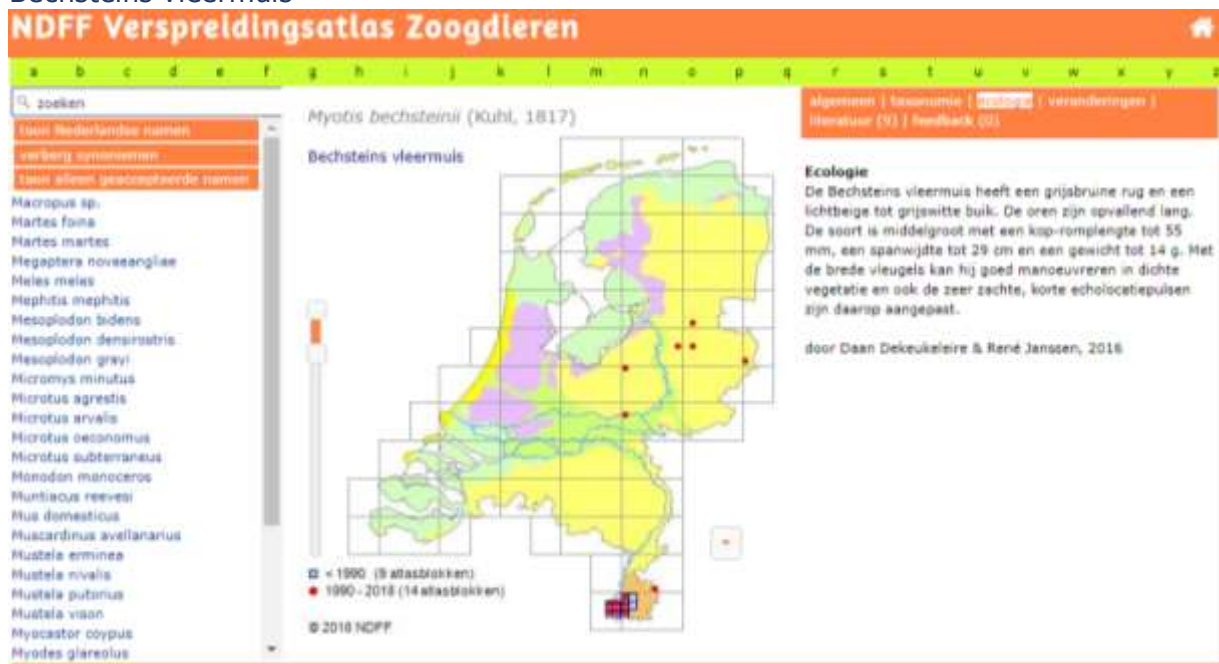 Bechsteins vleermuis
NDFF Verspreidingsatlas Zoogdieren
a b c d e f g h i j k l m n o p q r s t u v w x y z
zoeken
toon Nederlandse namen
verberg synoniemen
toon alleen geaccepteerde namen
Macropus sp.
Martes foina
Martes martes
Megaptera novaeangliae
Meles meles
Mephitis mephitis
Mesoplodon bidens
Mesoplodon densirostris
Mesoplodon grayi
Micromys minutus
Microtus agrestis
Microtus arvalis
Microtus oeconomus
Microtus subterraneus
Monodon monoceros
Muntiacus reevesi
Mus domesticus
Muscardinus avellanarius
Mustela erminea
Mustela nivalis
Mustela putorius
Mustela vison
Myocastor coypus
Myodes glareolus
Myotis bechsteinii (Kuhl, 1817)
Bechsteins vleermuis
< 1990 (9 atlasblokken)
1990 - 2018 (14 atlasblokken)
© 2018 NDFF
algemeen | taxonomie | ecologie | veranderingen |
literatuur (9) | feedback (0)
Ecologie
De Bechsteins vleermuis heeft een grijsbruine rug en een
lichtbeige tot grijswitte buik. De oren zijn opvallend lang.
De soort is middelgroot met een kop-romplengte tot 55
mm, een spanwijdte tot 29 cm en een gewicht tot 14 g. Met
de brede vleugels kan hij goed manoeuvreren in dichte
vegetatie en ook de zeer zachte, korte echolocatiepulsen
zijn daarop aangepast.
door Daan Dekeukeleire & René Janssen, 2016